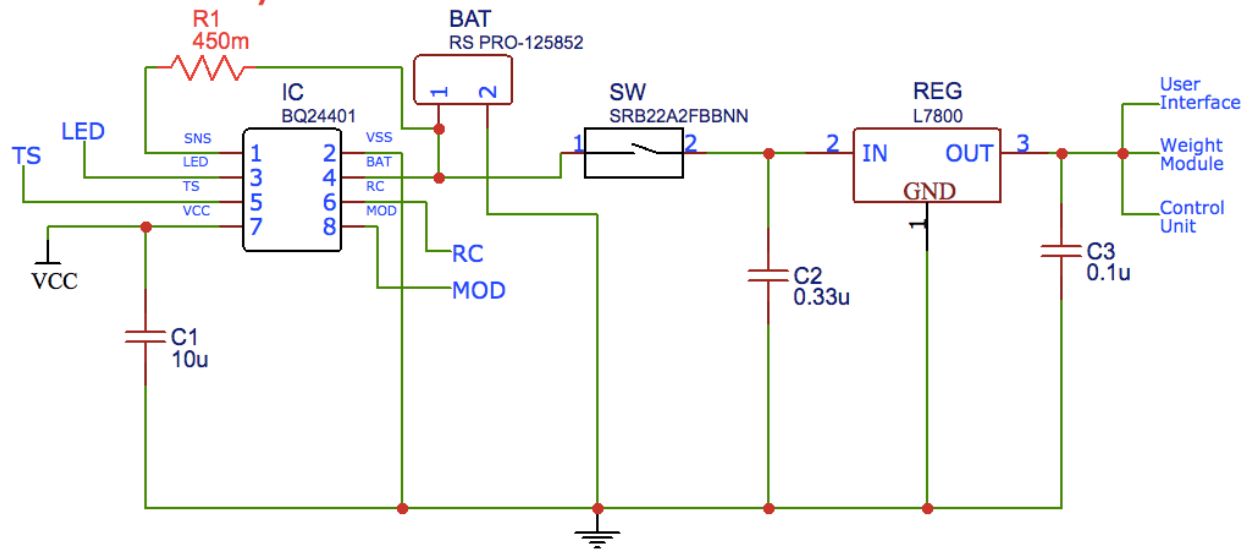 R1
450m
BAT
RS PRO-125852
1
2
IC
BQ24401
SW
SRB22A2FBBNN
REG
L7800
User
Interface
LED
TS
SNS
LED
TS
VCC
1
3
5
7
2
4
6
8
VSS
BAT
RC
MOD
1
2
2
IN
OUT
3
GND
1
Weight
Module
Control
Unit
RC
MOD
VCC
C1
10u
C2
0.33u
C3
0.1u